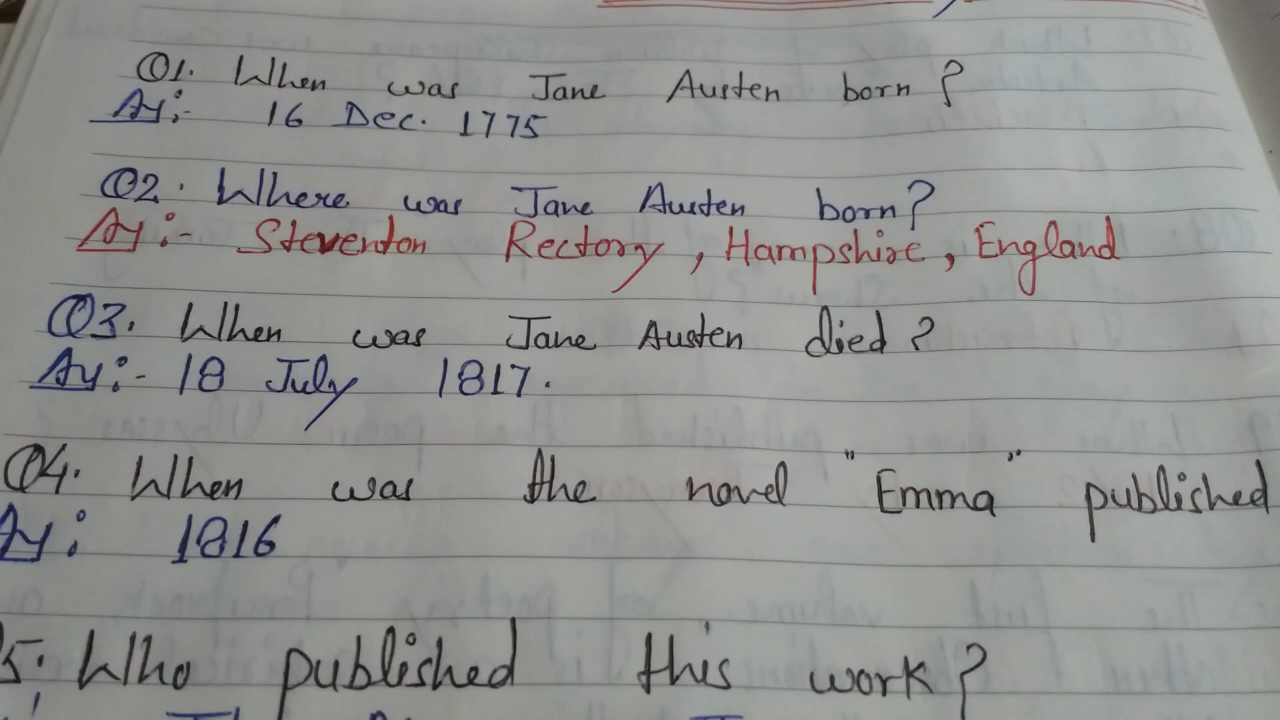 Q1. When was Jane Austen born?
Ay:- 16 Dec. 1775
Q2. Where was Jane Austen born?
Ay:- Steventon Rectory, Hampshire, England
Q3. When was Jane Austen died?
Ay:- 18 July 1817.
Q4. When was the novel "Emma" published
Ay: 1816
5. Who published this work?